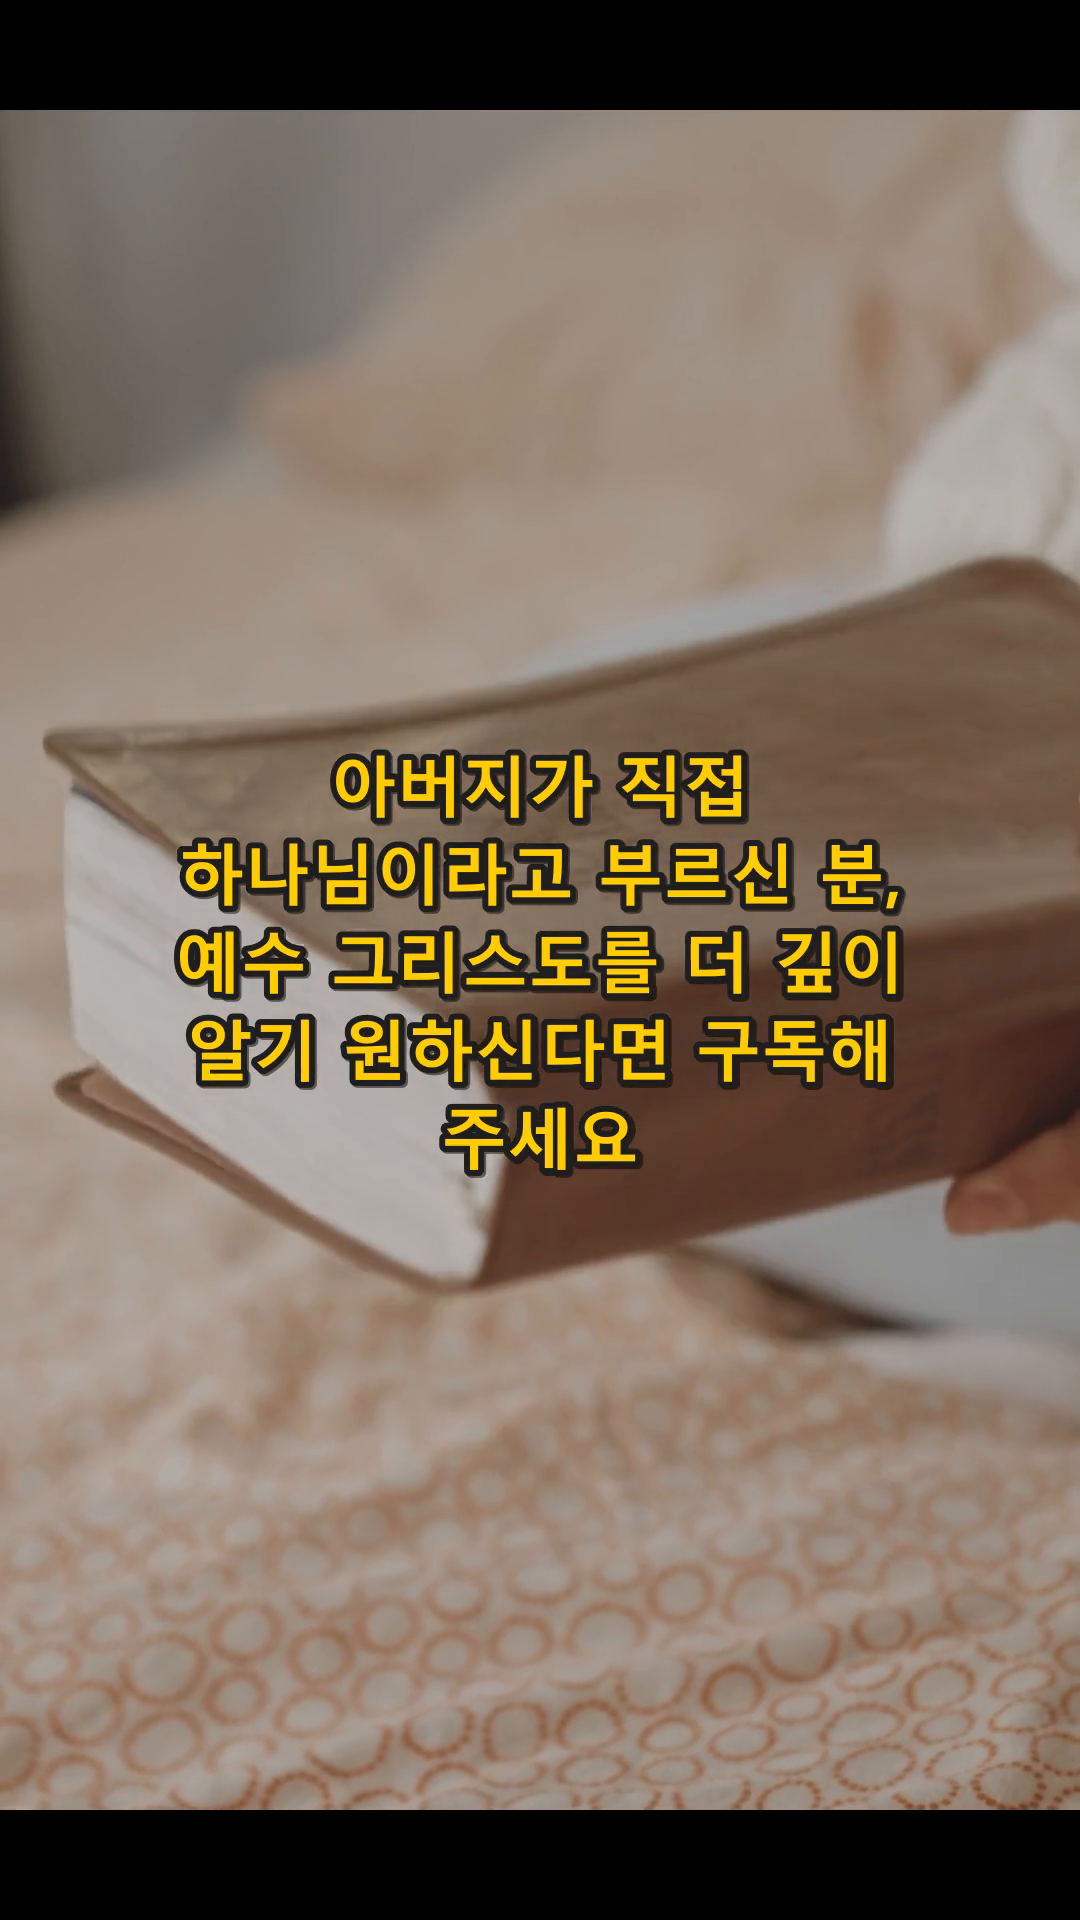 아버지가 직접
하나님이라고 부르신 분,
예수 그리스도를 더 깊이
알기 원하신다면 구독해
주세요